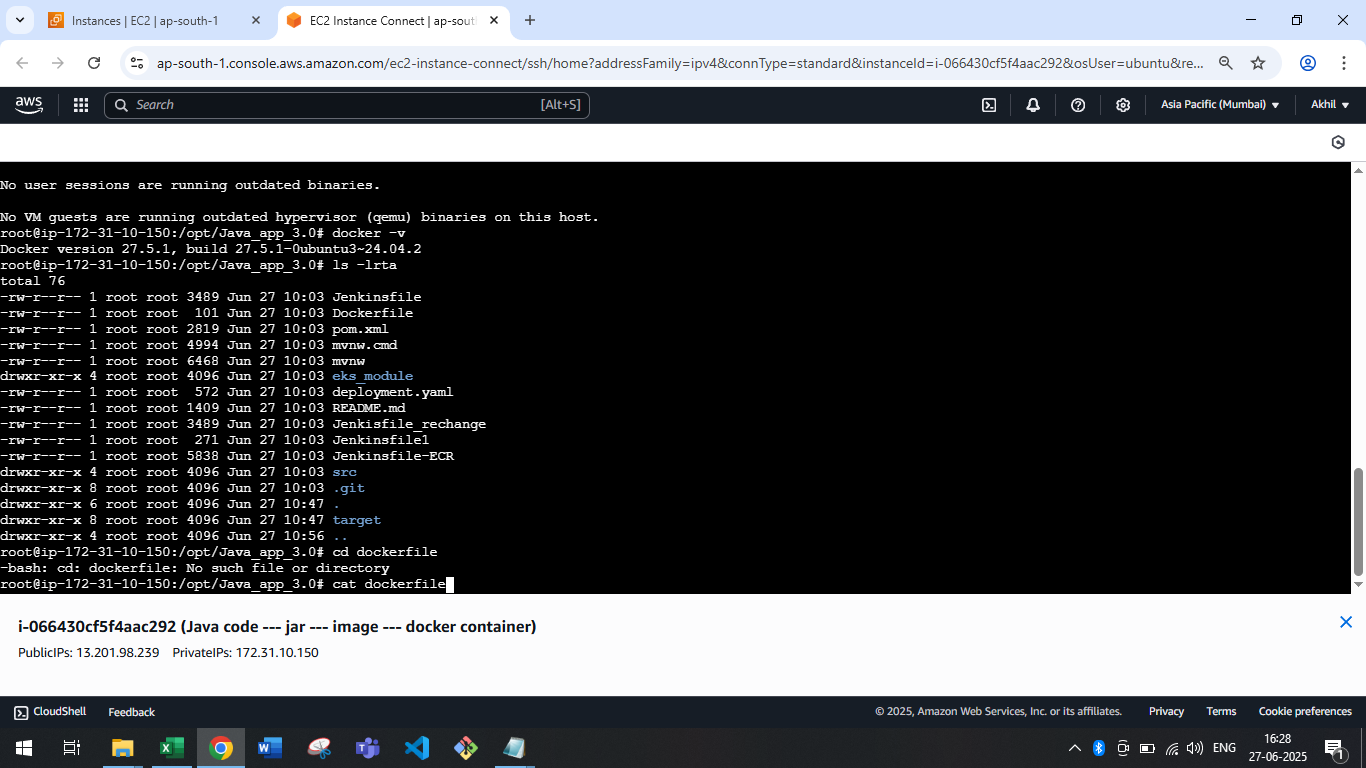 Instances | EC2 | ap-south-1
EC2 Instance Connect | ap-sout
ap-south-1.console.aws.amazon.com/ec2-instance-connect/ssh/home?addressFamily=ipv4&connType=standard&instanceId=i-066430cf5f4aac292&osUser=ubuntu&re...
aws
Search
[Alt+S]
Asia Pacific (Mumbai)
Akhil
No user sessions are running outdated binaries.
No VM guests are running outdated hypervisor (qemu) binaries on this host.
root@ip-172-31-10-150:/opt/Java_app_3.0# docker -v
Docker version 27.5.1, build 27.5.1-0ubuntu3~24.04.2
root@ip-172-31-10-150:/opt/Java_app_3.0# ls -lrta
total 76
-rw-r--r-- 1 root root 3489 Jun 27 10:03 Jenkinsfile
-rw-r--r-- 1 root root  101 Jun 27 10:03 Dockerfile
-rw-r--r-- 1 root root 2819 Jun 27 10:03 pom.xml
-rw-r--r-- 1 root root 4994 Jun 27 10:03 mvnw.cmd
-rw-r--r-- 1 root root 6468 Jun 27 10:03 mvnw
drwxr-xr-x 4 root root 4096 Jun 27 10:03 eks_module
-rw-r--r-- 1 root root  572 Jun 27 10:03 deployment.yaml
-rw-r--r-- 1 root root 1409 Jun 27 10:03 README.md
-rw-r--r-- 1 root root 3489 Jun 27 10:03 Jenkisfile_rechange
-rw-r--r-- 1 root root  271 Jun 27 10:03 Jenkinsfile1
-rw-r--r-- 1 root root 5838 Jun 27 10:03 Jenkinsfile-ECR
drwxr-xr-x 4 root root 4096 Jun 27 10:03 src
drwxr-xr-x 8 root root 4096 Jun 27 10:03 .git
drwxr-xr-x 6 root root 4096 Jun 27 10:47 .
drwxr-xr-x 8 root root 4096 Jun 27 10:47 target
drwxr-xr-x 4 root root 4096 Jun 27 10:56 ..
root@ip-172-31-10-150:/opt/Java_app_3.0# cd dockerfile
-bash: cd: dockerfile: No such file or directory
root@ip-172-31-10-150:/opt/Java_app_3.0# cat dockerfile
i-066430cf5f4aac292 (Java code --- jar --- image --- docker container)
PublicIPs: 13.201.98.239 PrivateIPs: 172.31.10.150
CloudShell
Feedback
© 2025, Amazon Web Services, Inc. or its affiliates.
Privacy
Terms
Cookie preferences
ENG
16:28
27-06-2025
1